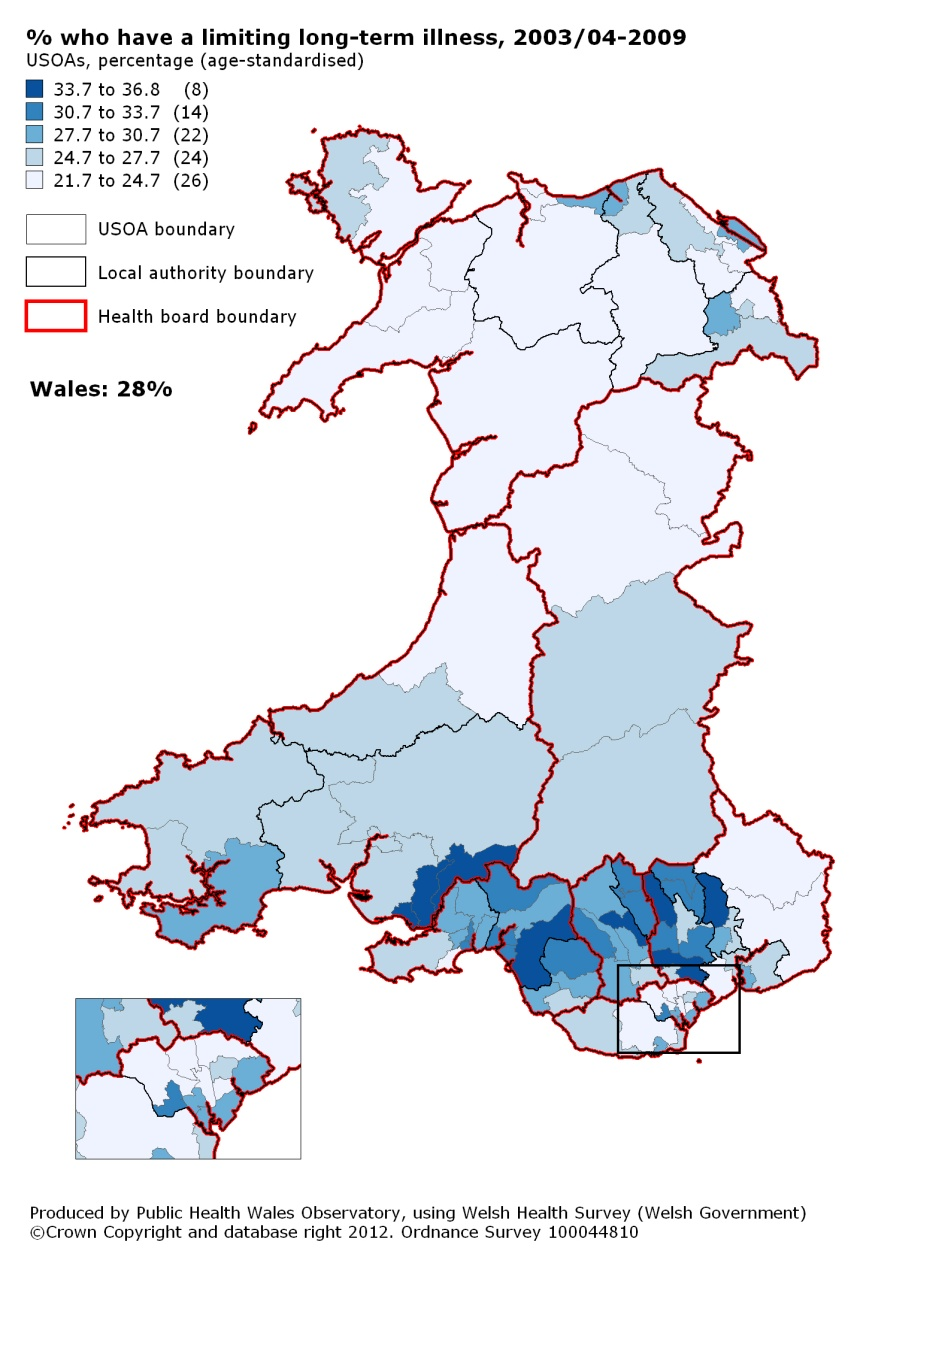 % who have a limiting long-term illness, 2003/04-2009
USOAs, percentage (age-standardised)
33.7 to 36.8 (8)
30.7 to 33.7 (14)
27.7 to 30.7 (22)
24.7 to 27.7 (24)
21.7 to 24.7 (26)
USOA boundary
Local authority boundary
Health board boundary
Wales: 28%
Produced by Public Health Wales Observatory, using Welsh Health Survey (Welsh Government)
©Crown Copyright and database right 2012. Ordnance Survey 100044810